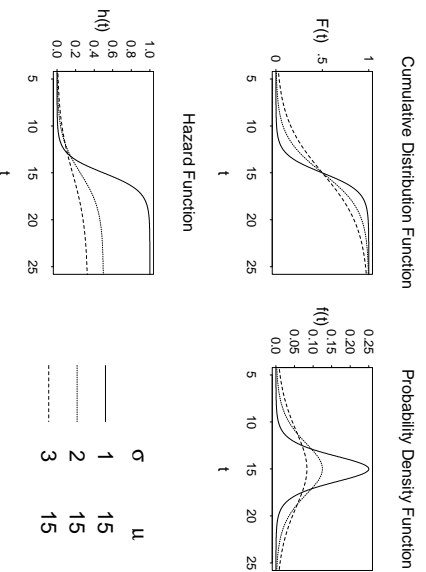 Cumulative Distribution Function
F(t)
1
.5
0
5 10 15 20 25
t
Probability Density Function
f(t)
0.25
0.20
0.15
0.10
0.05
0.0
5 10 15 20 25
t
Hazard Function
h(t)
1.0
0.8
0.6
0.4
0.2
0.0
5 10 15 20 25
t
σ μ
1 15
2 15
3 15